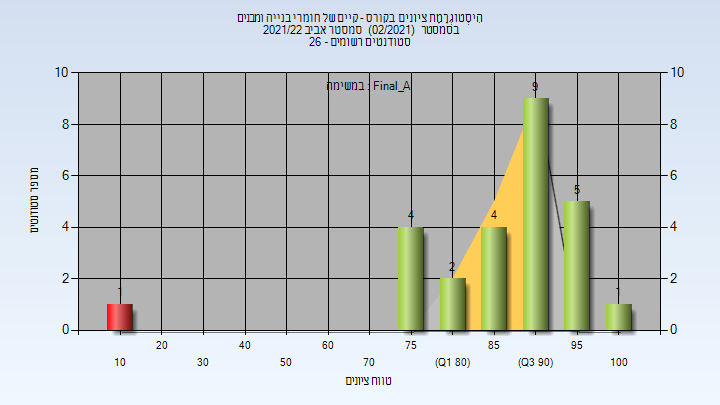 היסטוגרמת ציונים בקורס - קיים של חומרי בנייה ומבנים
בסמסטר (02/2021) סמסטר אביב 2021/22
סטודנטים רשומים - 26
במשימה : Final_A
מספר סטודנטים
10 10
8 8
6 6
4 4
2 2
0 0
1 4 2 4 9 5 1
20 40 60 75 85 95
10 30 50 70 (Q1 80) (Q3 90) 100
טווח ציונים